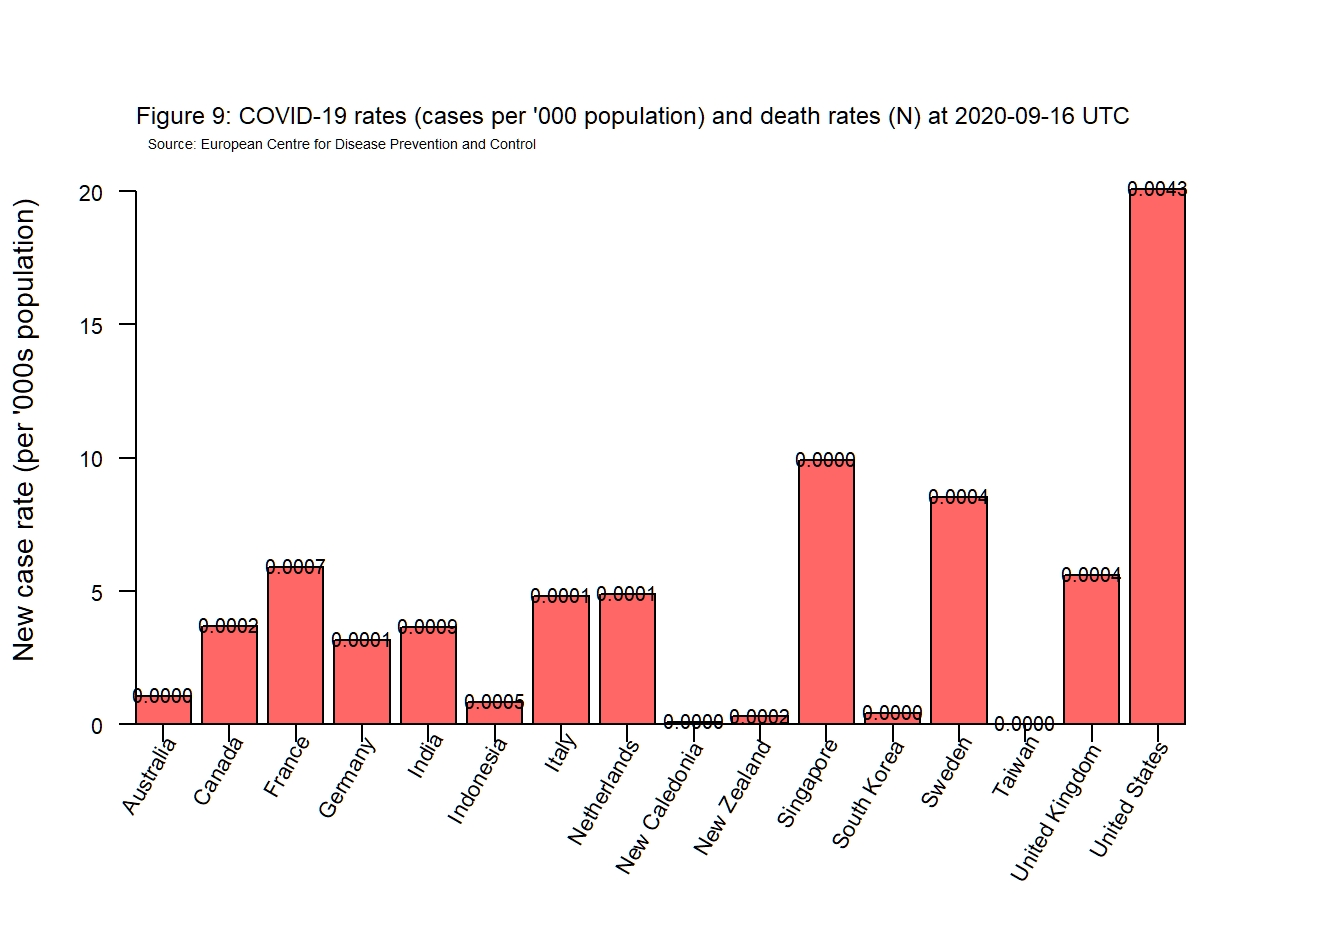 Figure 9: COVID-19 rates (cases per '000 population) and death rates (N) at 2020-09-16 UTC
Source: European Centre for Disease Prevention and Control
New case rate (per '000s population)
20
15
10
5
0
0.0000
0.0002
0.0007
0.0001
0.0009
0.0005
0.0001
0.0001
0.0000
0.0002
0.0000
0.0000
0.0004
0.0000
0.0004
0.0043
Australia
Canada
France
Germany
India
Indonesia
Italy
Netherlands
New Caledonia
New Zealand
Singapore
South Korea
Sweden
Taiwan
United Kingdom
United States